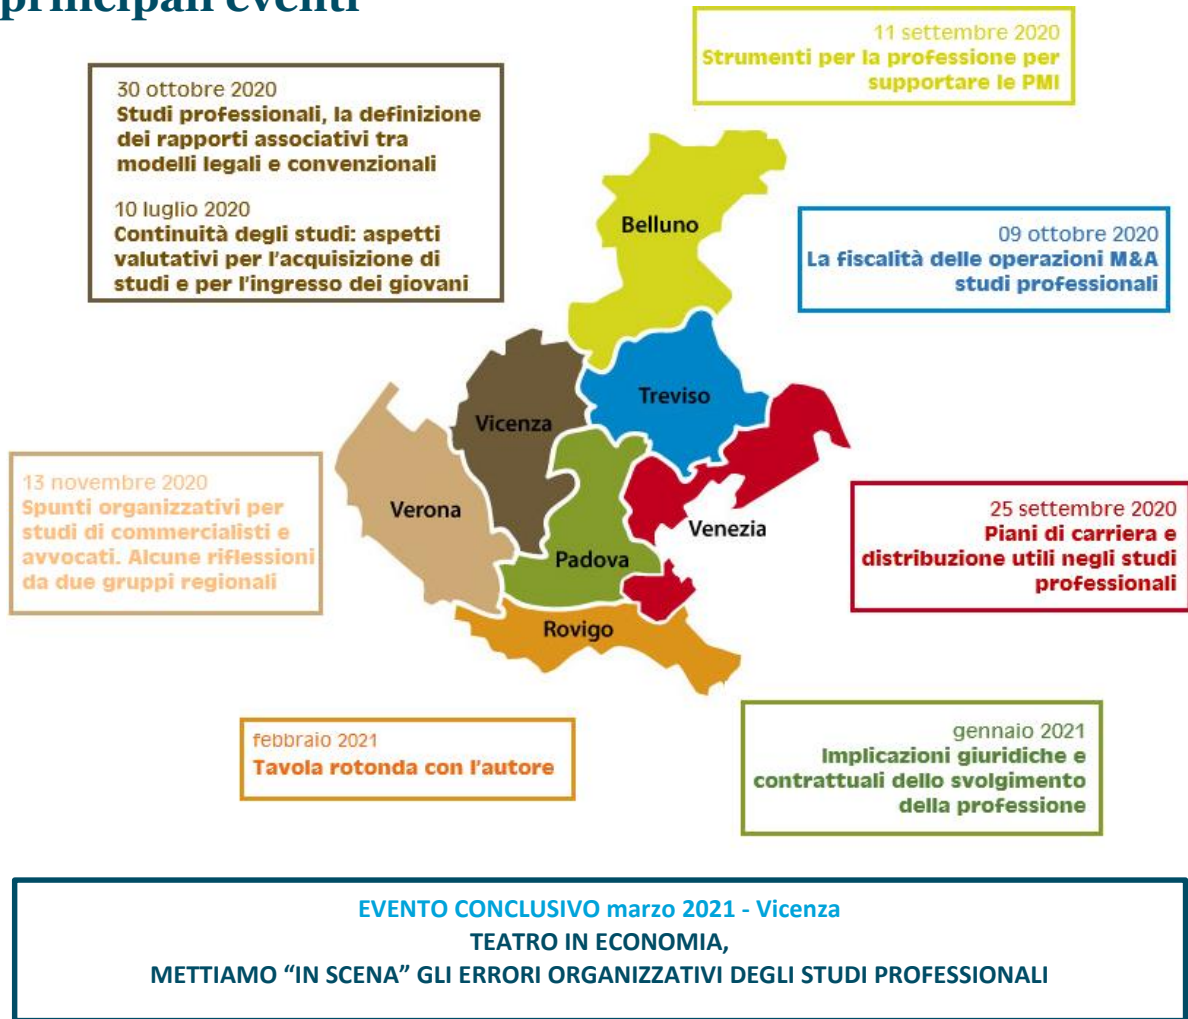 principali eventi
11 settembre 2020
Strumenti per la professione per
supportare le PMI
30 ottobre 2020
Studi professionali, la definizione
dei rapporti associativi tra
modelli legali e convenzionali
10 luglio 2020
Continuità degli studi: aspetti
valutativi per l'acquisizione di
studi e per l'ingresso dei giovani
09 ottobre 2020
La fiscalità delle operazioni M&A
studi professionali
Belluno
Treviso
Vicenza
Verona
Padova
Venezia
Rovigo
13 novembre 2020
Spunti organizzativi per
studi di commercialisti e
avvocati. Alcune riflessioni
da due gruppi regionali
25 settembre 2020
Piani di carriera e
distribuzione utili negli studi
professionali
febbraio 2021
Tavola rotonda con l'autore
gennaio 2021
Implicazioni giuridiche e
contrattuali dello svolgimento
della professione
EVENTO CONCLUSIVO marzo 2021 - Vicenza
TEATRO IN ECONOMIA,
METTIAMO “IN SCENA” GLI ERRORI ORGANIZZATIVI DEGLI STUDI PROFESSIONALI